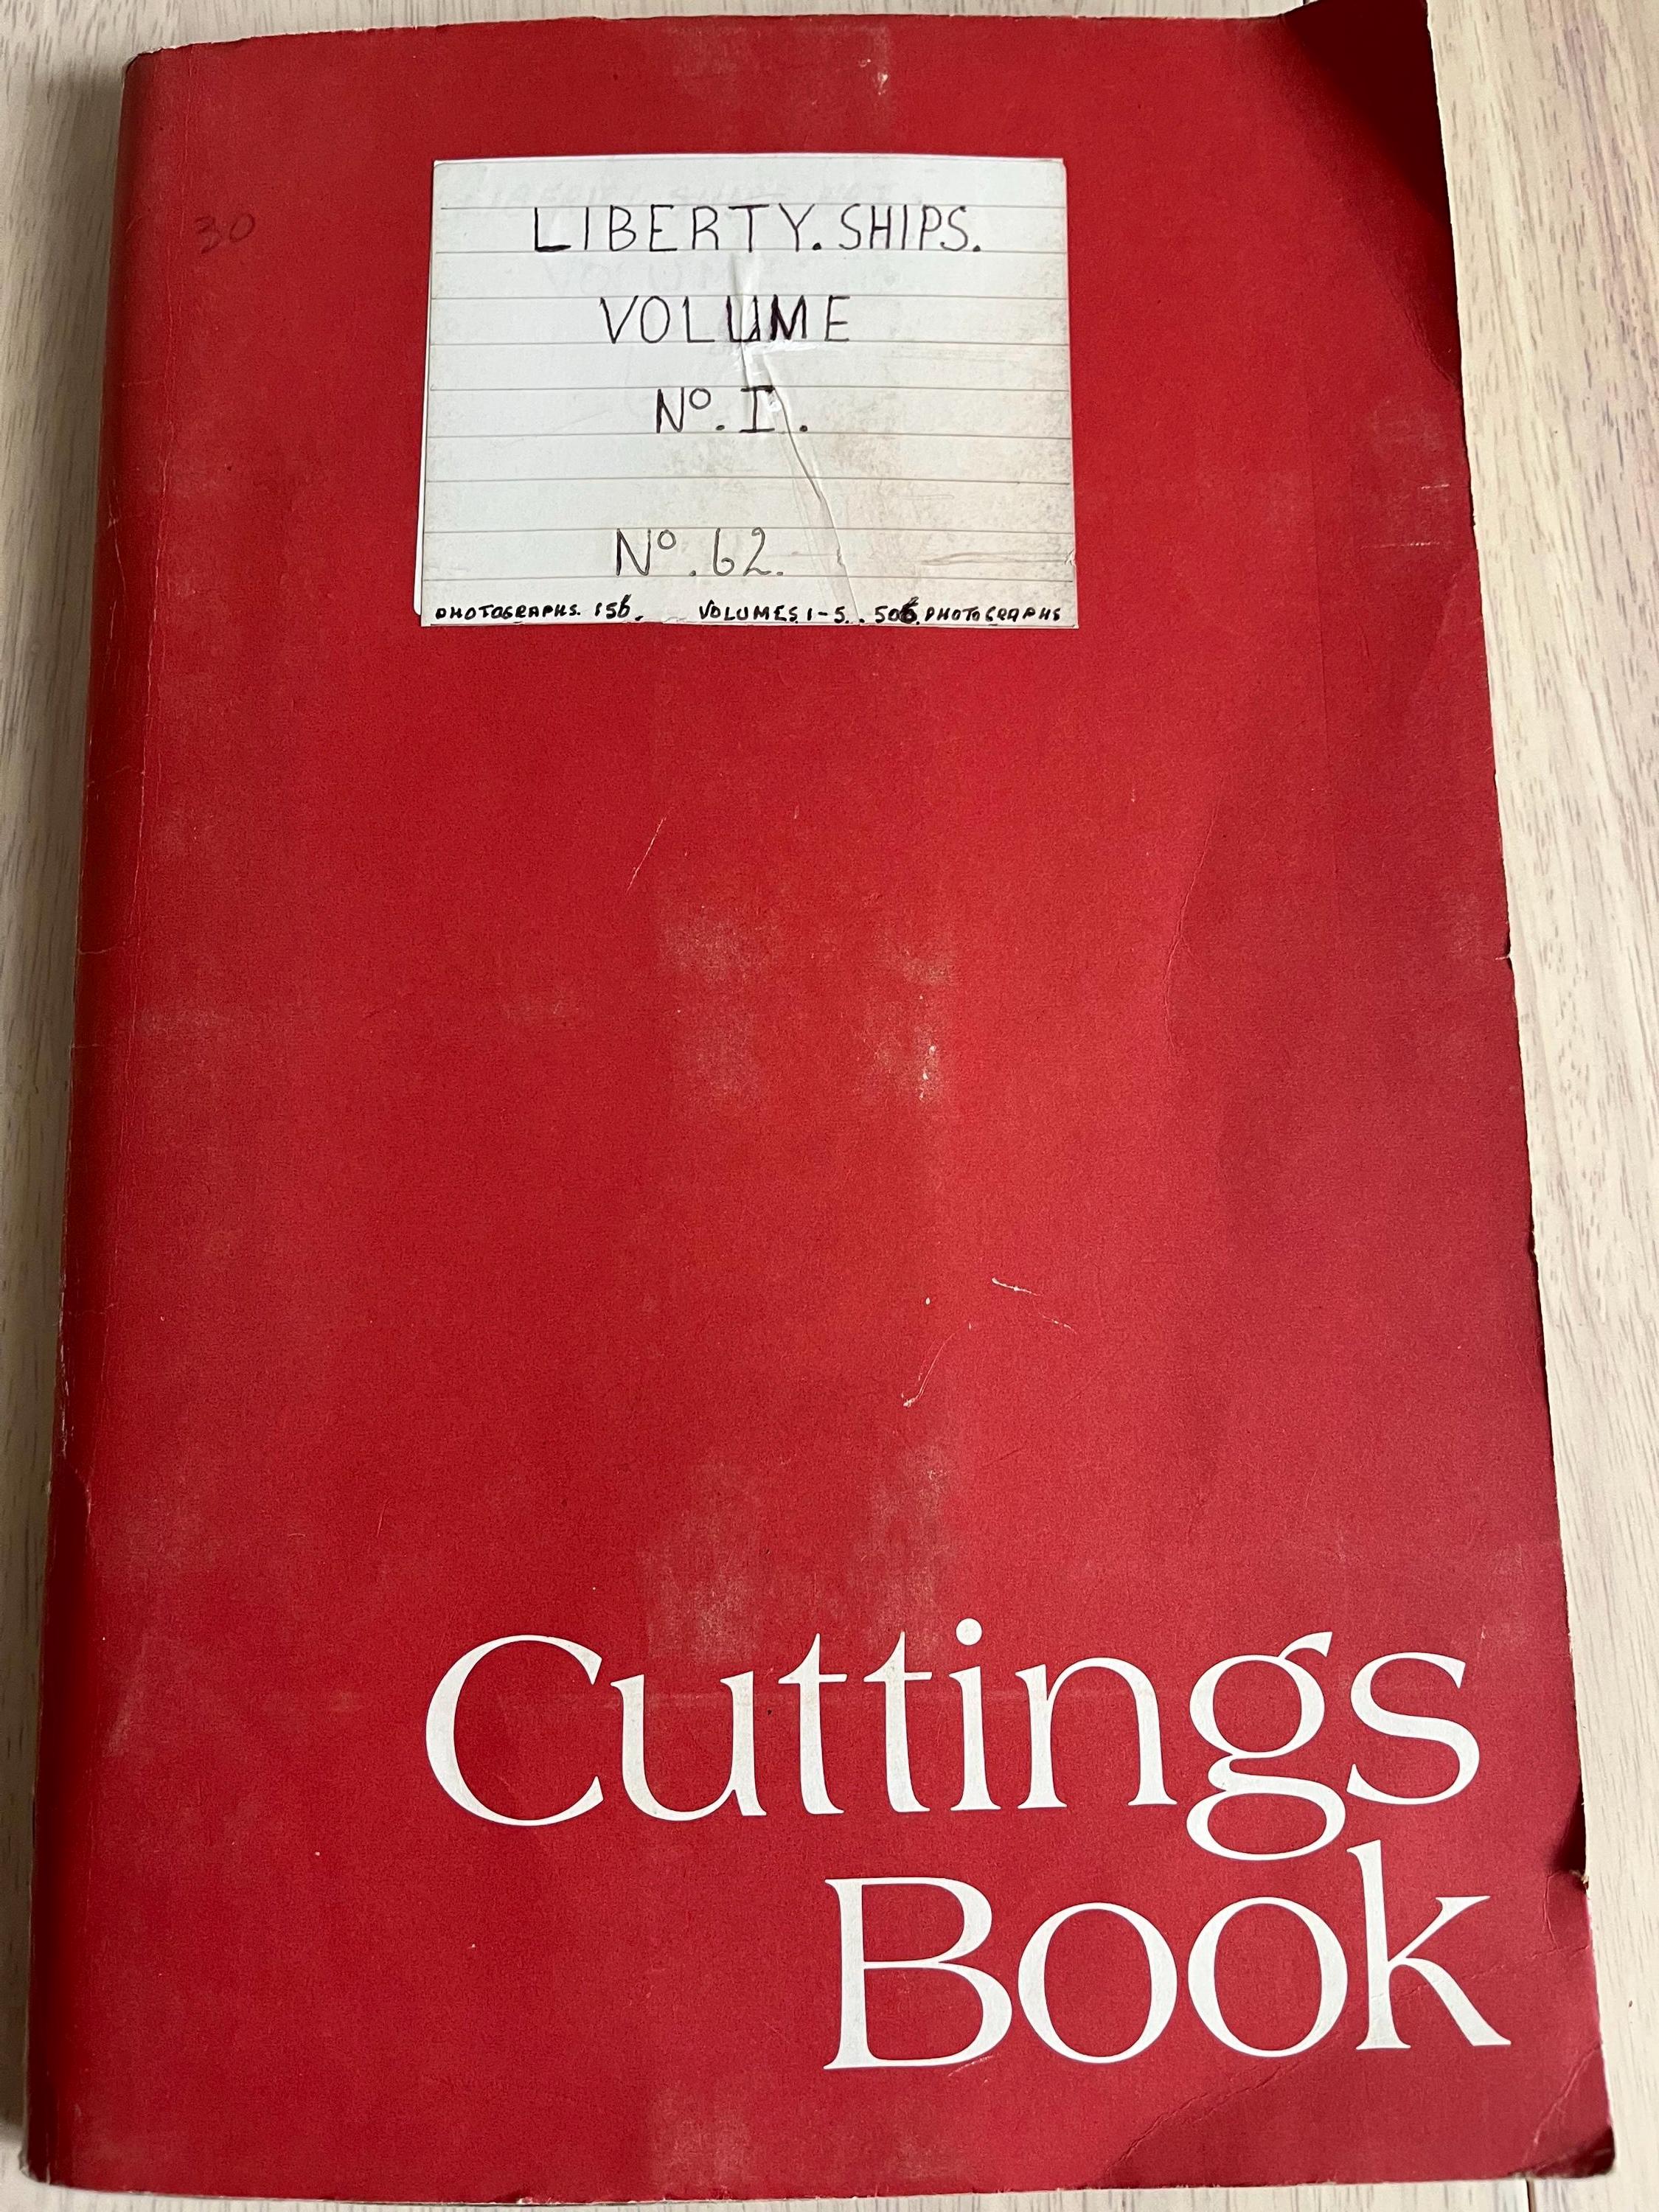 30
LIBERTY. SHIPS.
VOLUME
Nº. I.
Nº. 62.
PHOTOGRAPHS. 156. VOLUMES. 1-5. . 506. PHOTOGRAPHS
Cuttings
Book